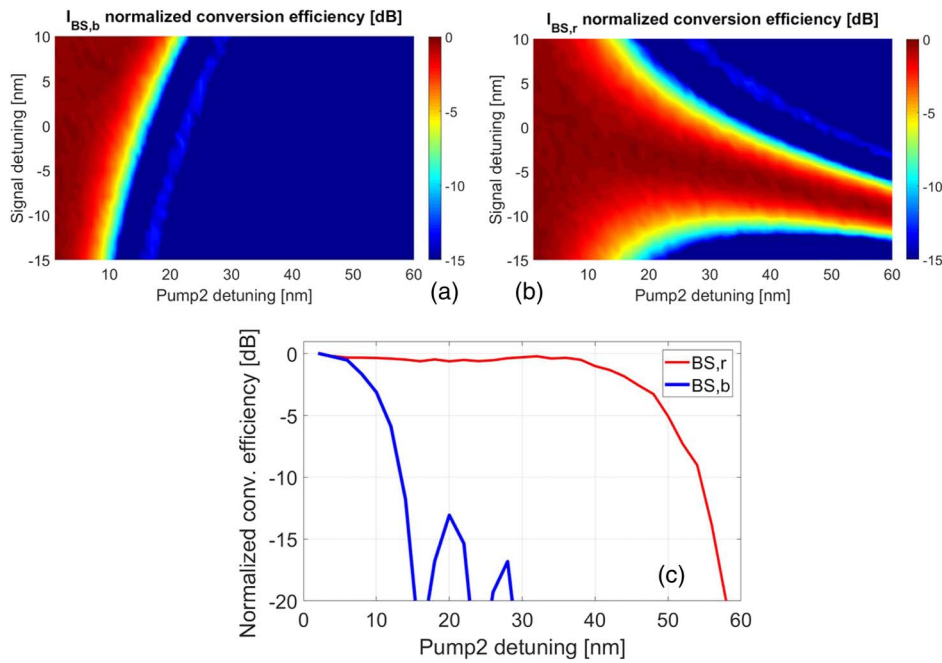 I_BS,b normalized conversion efficiency [dB]
10
5
0
-5
-10
-15
Signal detuning [nm]
10 20 30 40 50 60
Pump2 detuning [nm]
0
-5
-10
-15
(a)
I_BS,r normalized conversion efficiency [dB]
10
5
0
-5
-10
-15
Signal detuning [nm]
10 20 30 40 50 60
Pump2 detuning [nm]
0
-5
-10
-15
(b)
Normalized conv. efficiency [dB]
0
-5
-10
-15
-20
BS,r
BS,b
(c)
0 10 20 30 40 50 60
Pump2 detuning [nm]